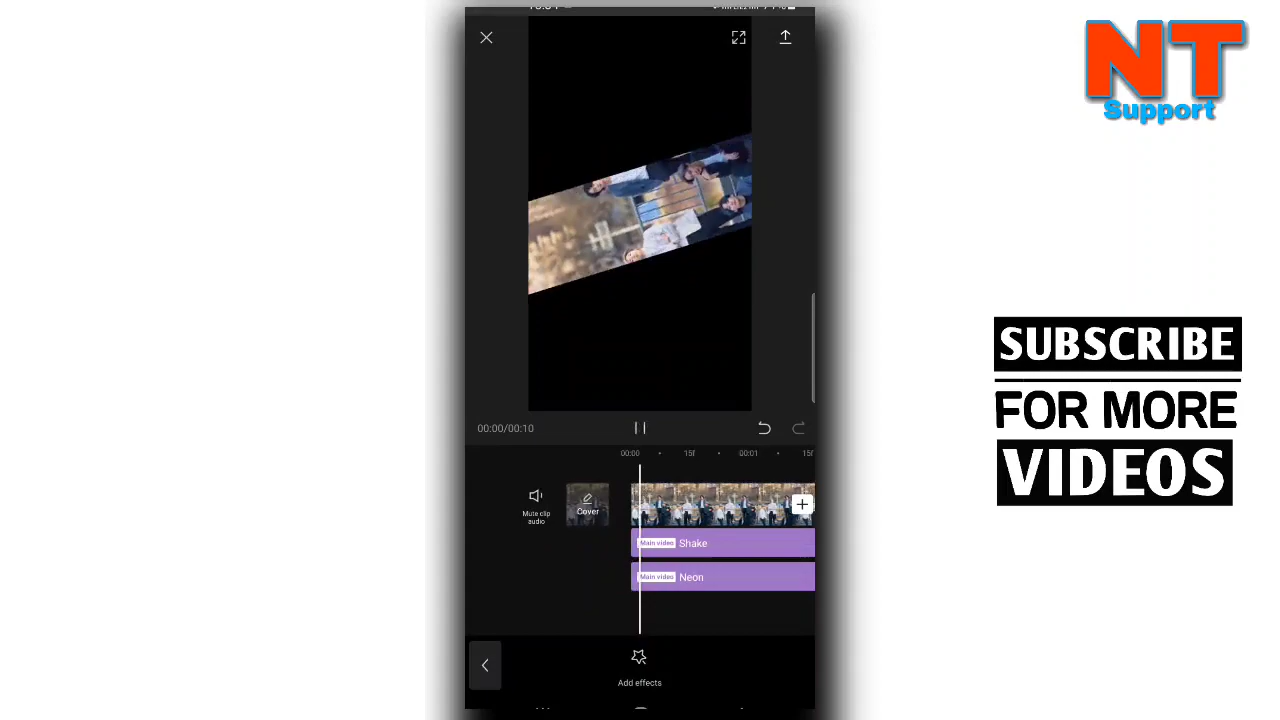 NT
Support
00:00/00:10
00:00
15f
00:01
15f
Mute clip
audio
Cover
Main video Shake
Main video Neon
Add effects
SUBSCRIBE
FOR MORE
VIDEOS